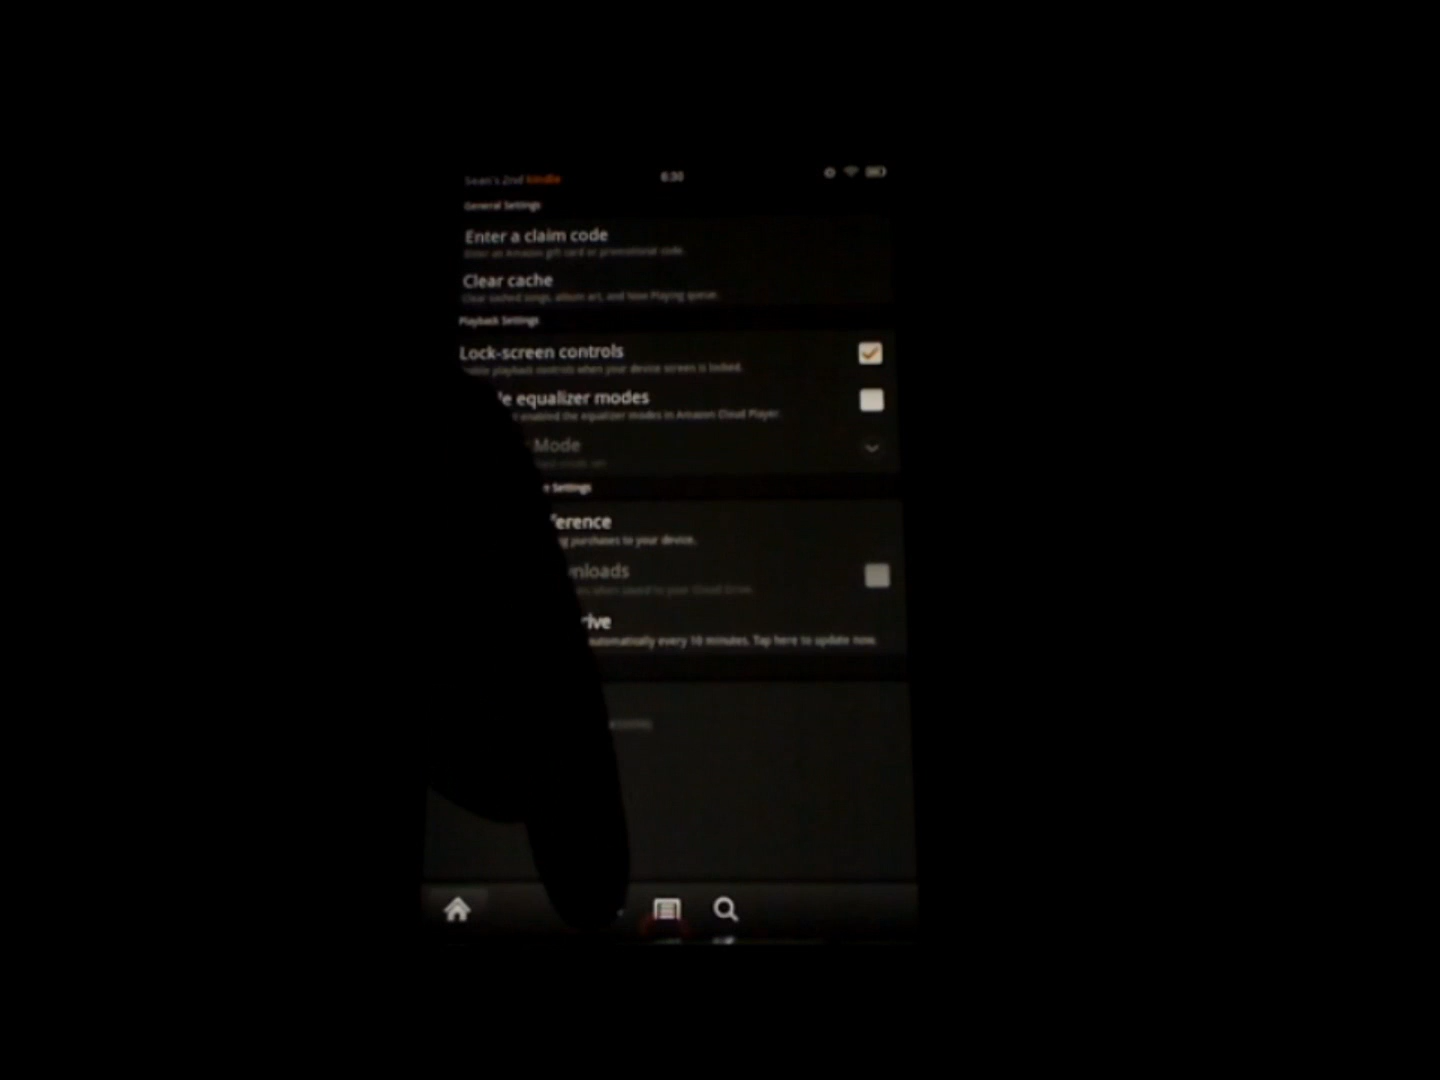 Sean's 2nd kindle 6:30
General Settings
Enter a claim code
Enter an Amazon gift card or promotional code.
Clear cache
Clear cached songs, album art, and Now Playing queue.
Playback Settings
Lock-screen controls
playback controls when your device screen is locked.
equalizer modes
enabled the equalizer modes in Amazon Cloud Player.
Mode
Settings
ference
purchases to your device.
wnloads
when saved to your Cloud Drive.
rive
automatically every 10 minutes. Tap here to update now.